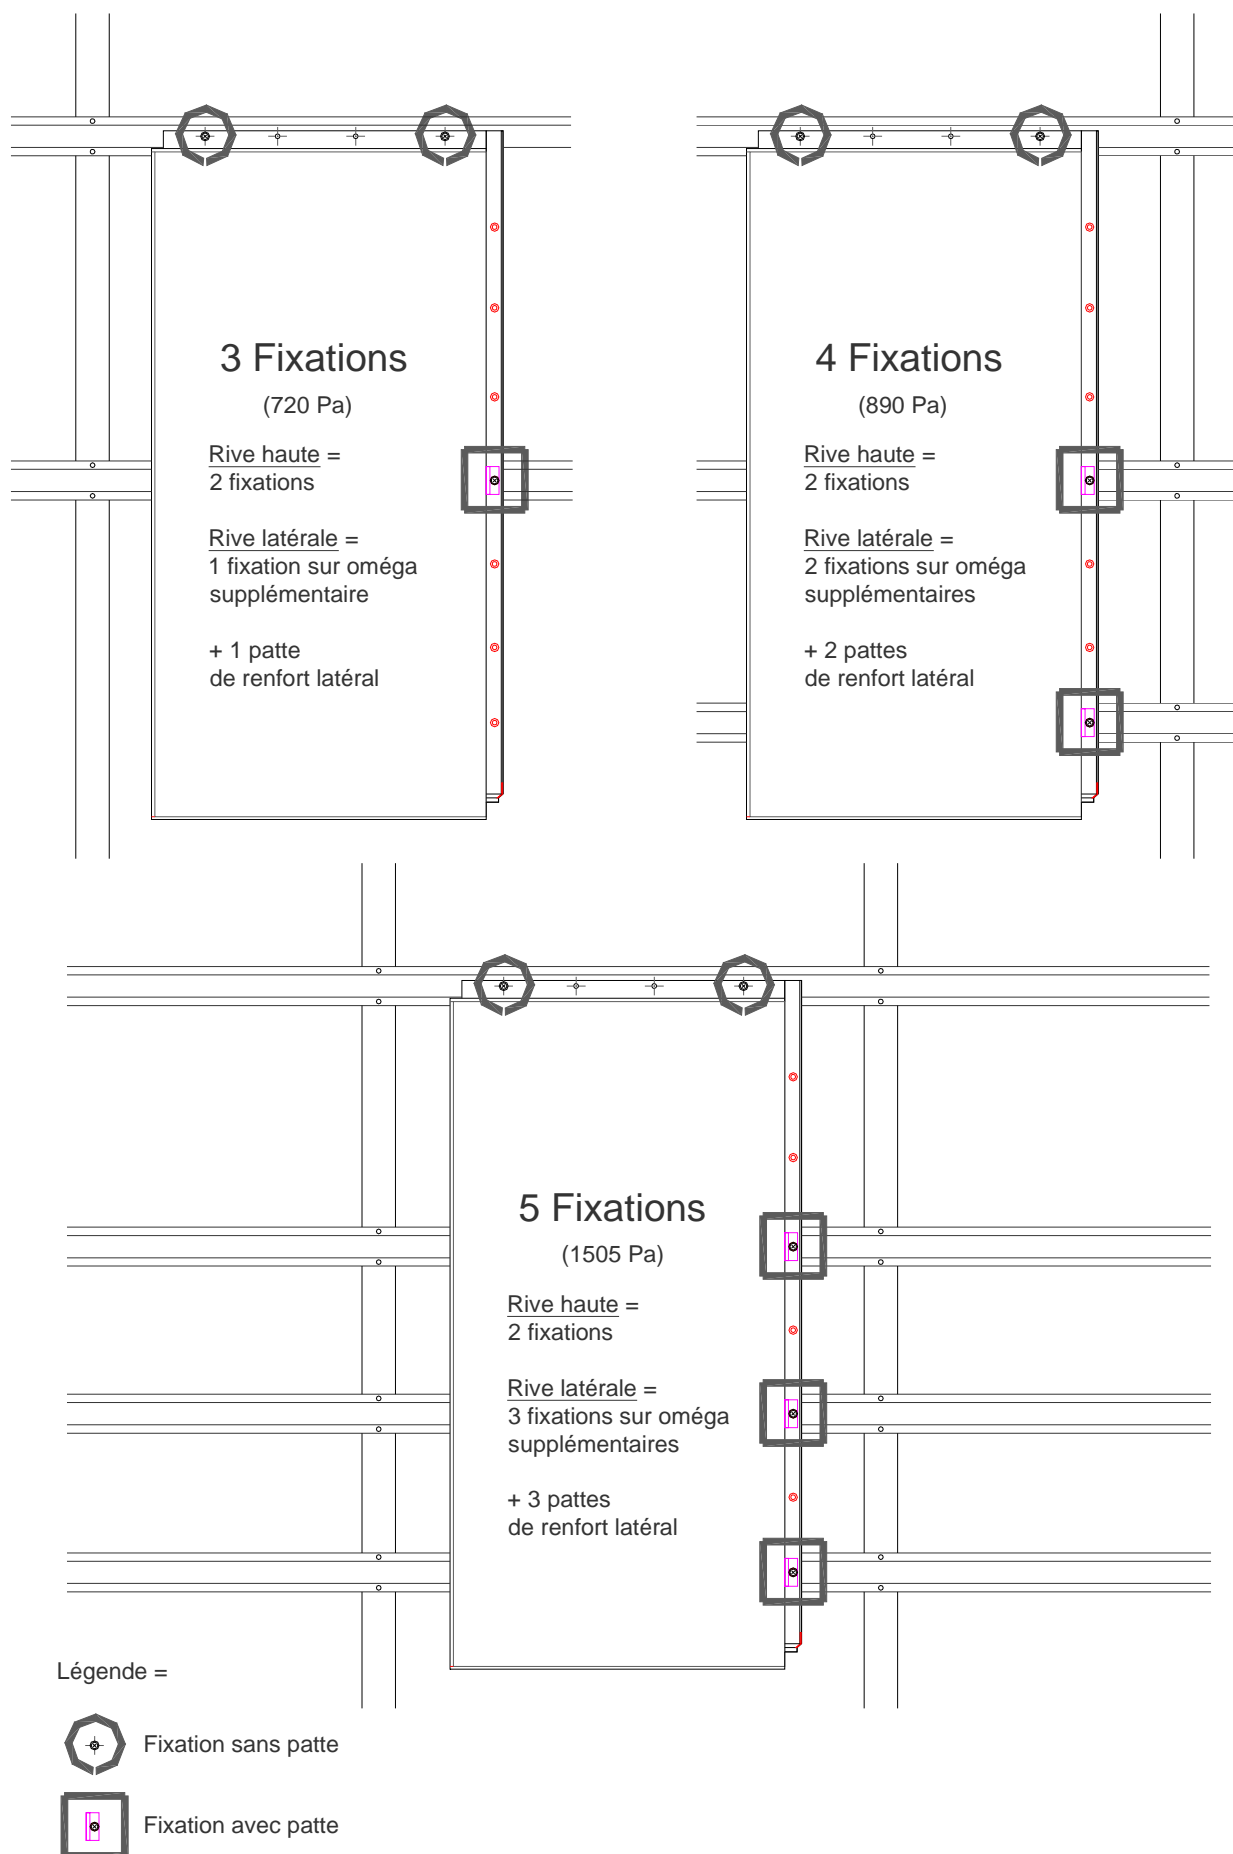 3 Fixations
(720 Pa)
Rive haute =
2 fixations
Rive latérale =
1 fixation sur oméga
supplémentaire
+ 1 patte
de renfort latéral
4 Fixations
(890 Pa)
Rive haute =
2 fixations
Rive latérale =
2 fixations sur oméga
supplémentaires
+ 2 pattes
de renfort latéral
5 Fixations
(1505 Pa)
Rive haute =
2 fixations
Rive latérale =
3 fixations sur oméga
supplémentaires
+ 3 pattes
de renfort latéral
Légende =
Fixation sans patte
Fixation avec patte